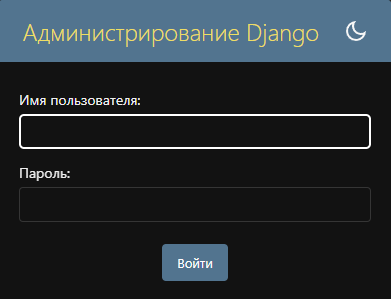 Администрирование Django
Имя пользователя:
Пароль:
Войти